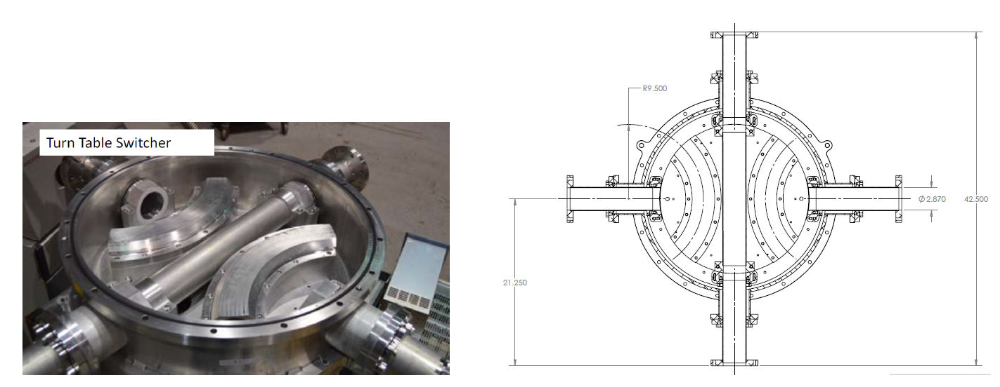 Turn Table Switcher
R9.500
Ø2.870
42.500
21.250